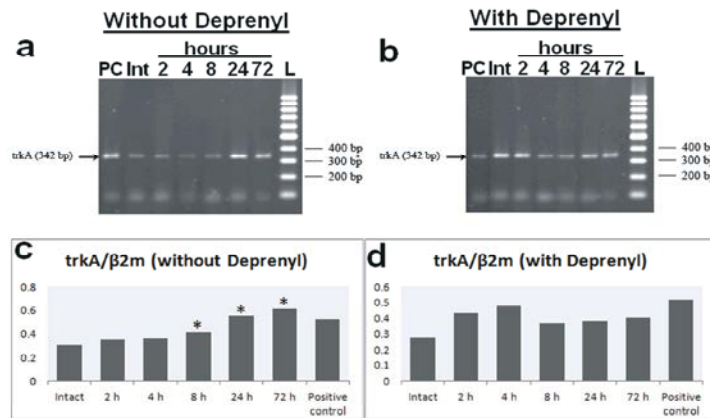 Without Deprenyl
a
hours
PC Int 2 4 8 24 72 L
trkA (342 bp)
400 bp
300 bp
200 bp
With Deprenyl
b
hours
PC Int 2 4 8 24 72 L
trkA (342 bp)
400 bp
300 bp
200 bp
c
trkA/β2m (without Deprenyl)
0.8
0.6
0.4
0.2
0
* * *
Intact 2 h 4 h 8 h 24 h 72 h Positive
control
d
trkA/β2m (with Deprenyl)
0.6
0.5
0.4
0.3
0.2
0.1
0
Intact 2 h 4 h 8 h 24 h 72 h Positive
control